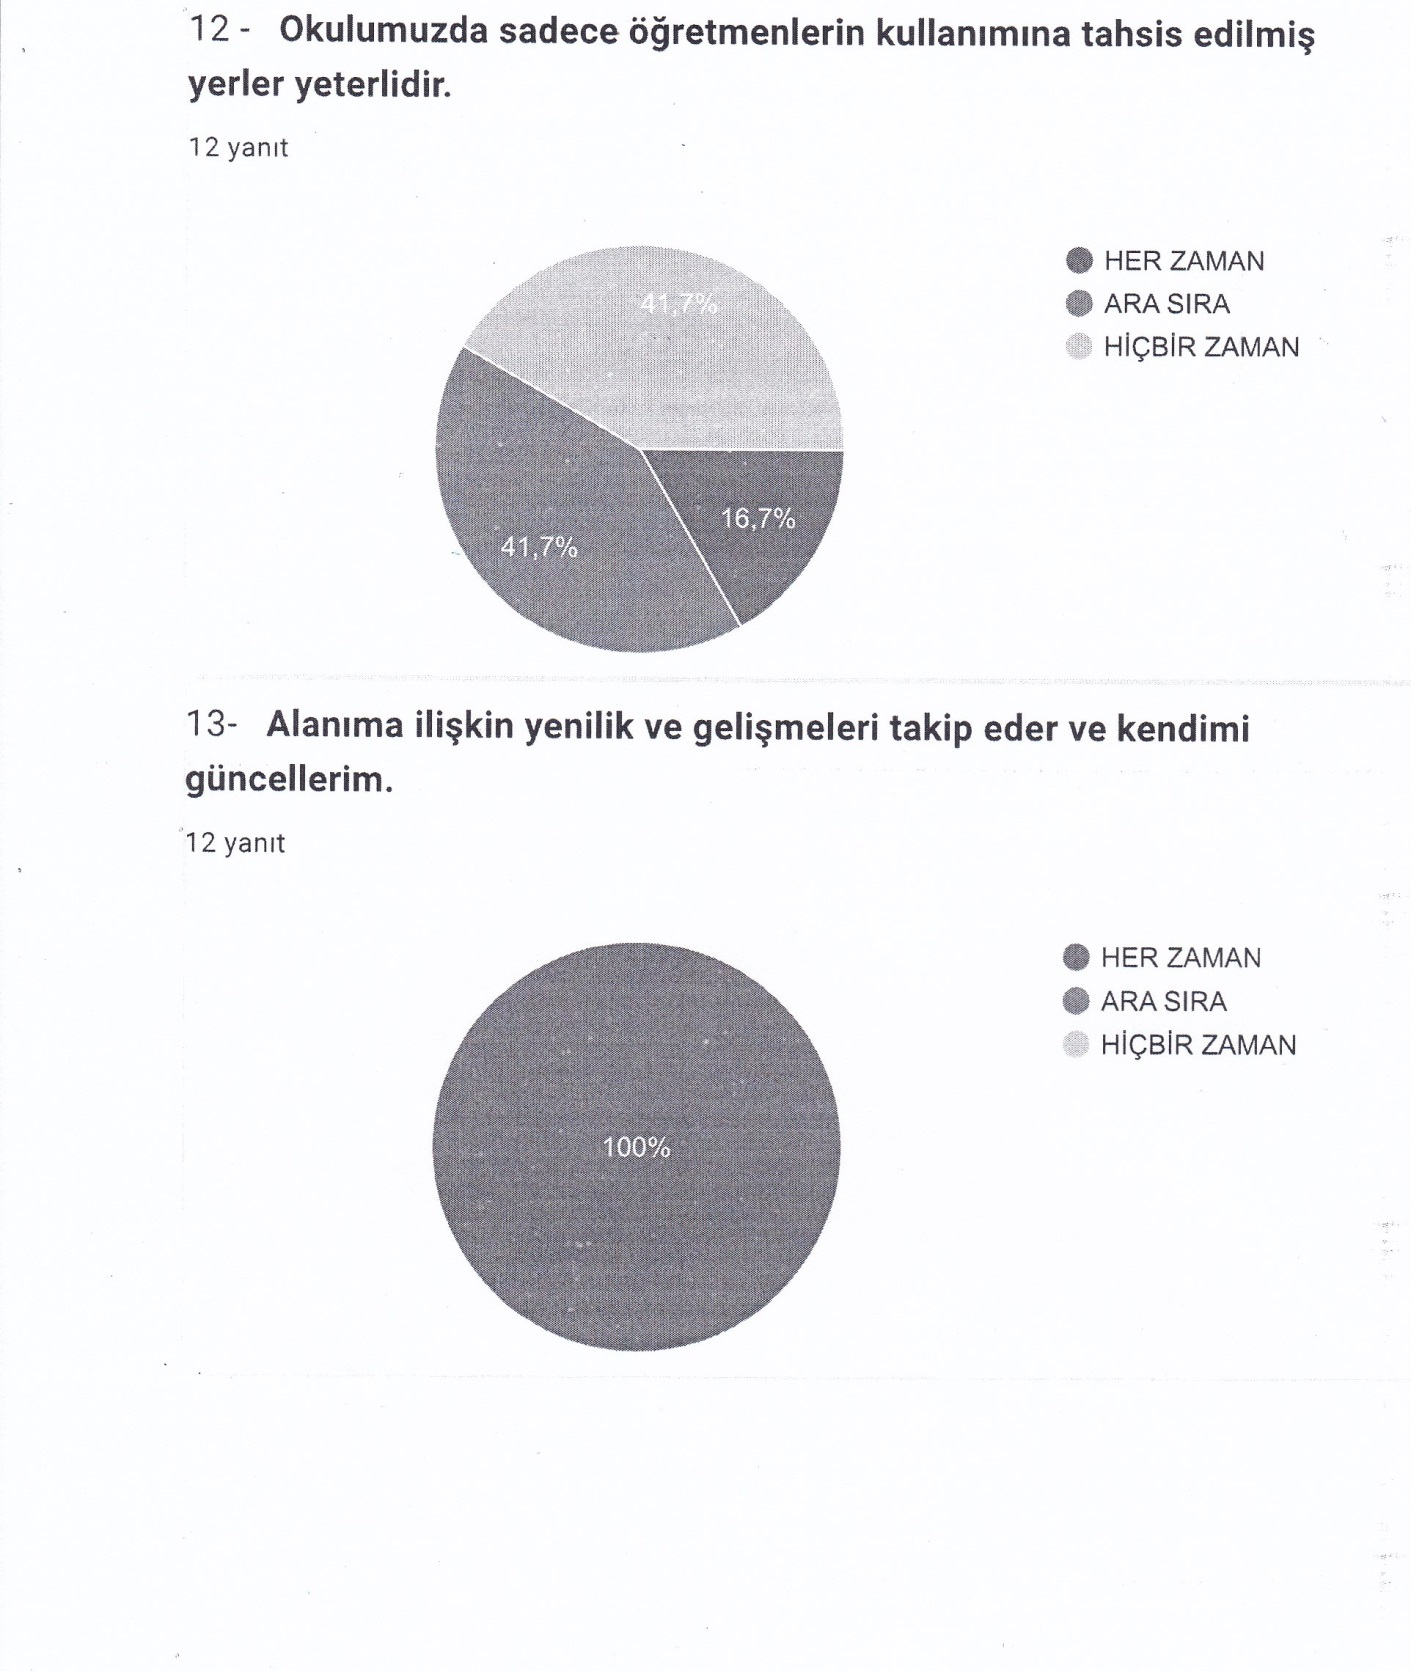 12 - Okulumuzda sadece öğretmenlerin kullanımına tahsis edilmiş
yerler yeterlidir.
12 yanıt
HER ZAMAN
ARA SIRA
HİÇBİR ZAMAN
41,7%
16,7%
41,7%
13- Alanıma ilişkin yenilik ve gelişmeleri takip eder ve kendimi
güncellerim.
12 yanıt
HER ZAMAN
ARA SIRA
HİÇBİR ZAMAN
100%